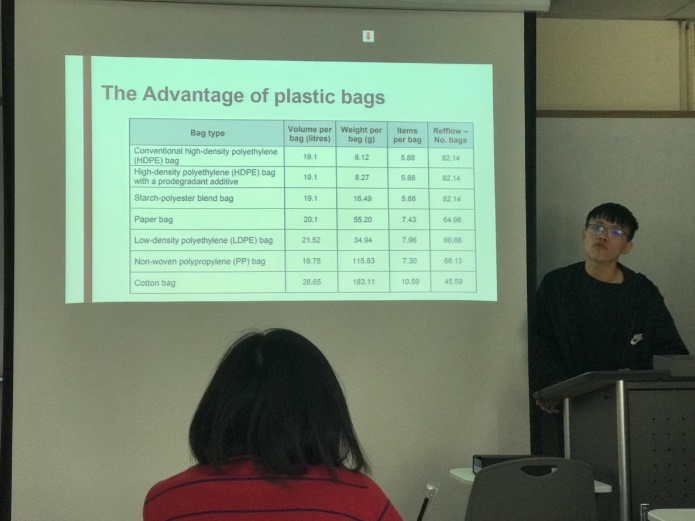 The Advantage of plastic bags
Bag type Volume per bag (litres) Weight per bag (g) Items per bag Refflow – No. bags
Conventional high-density polyethylene (HDPE) bag 19.1 8.12 5.88 82.14
High-density polyethylene (HDPE) bag with a prodegradant additive 19.1 8.27 5.88 82.14
Starch-polyester blend bag 19.1 16.49 5.88 82.14
Paper bag 20.1 55.20 7.43 64.98
Low-density polyethylene (LDPE) bag 21.52 34.94 7.96 60.68
Non-woven polypropylene (PP) bag 19.75 115.83 7.30 66.13
Cotton bag 28.65 183.11 10.59 45.59